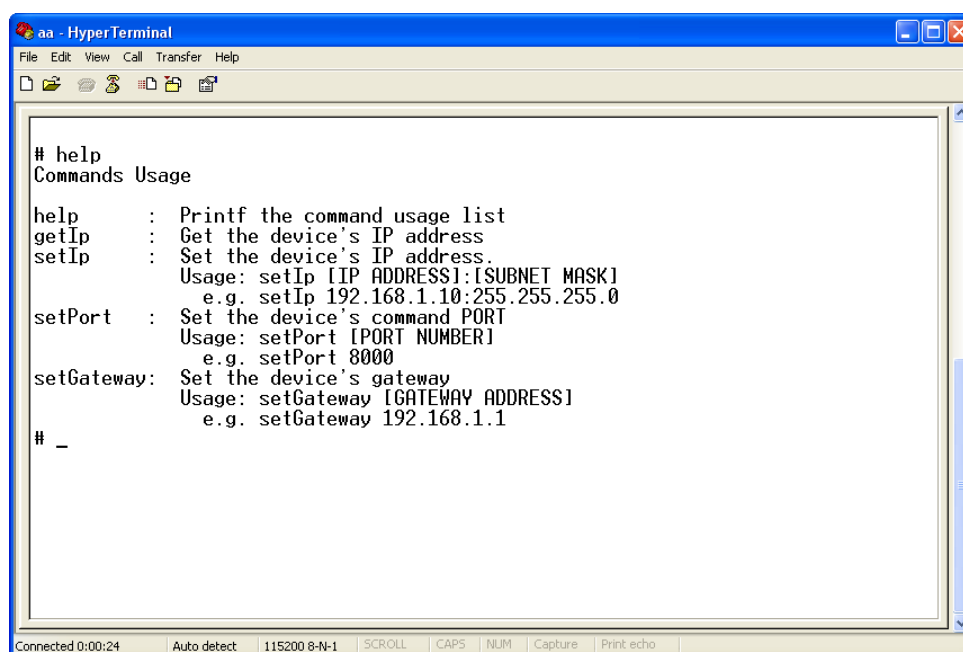 aa - HyperTerminal
File Edit View Call Transfer Help
# help
Commands Usage
help : Printf the command usage list
getIp : Get the device's IP address
setIp : Set the device's IP address.
Usage: setIp [IP ADDRESS]:[SUBNET MASK]
e.g. setIp 192.168.1.10:255.255.255.0
setPort : Set the device's command PORT
Usage: setPort [PORT NUMBER]
e.g. setPort 8000
setGateway: Set the device's gateway
Usage: setGateway [GATEWAY ADDRESS]
e.g. setGateway 192.168.1.1
# _
Connected 0:00:24 Auto detect 115200 8-N-1 SCROLL CAPS NUM Capture Print echo